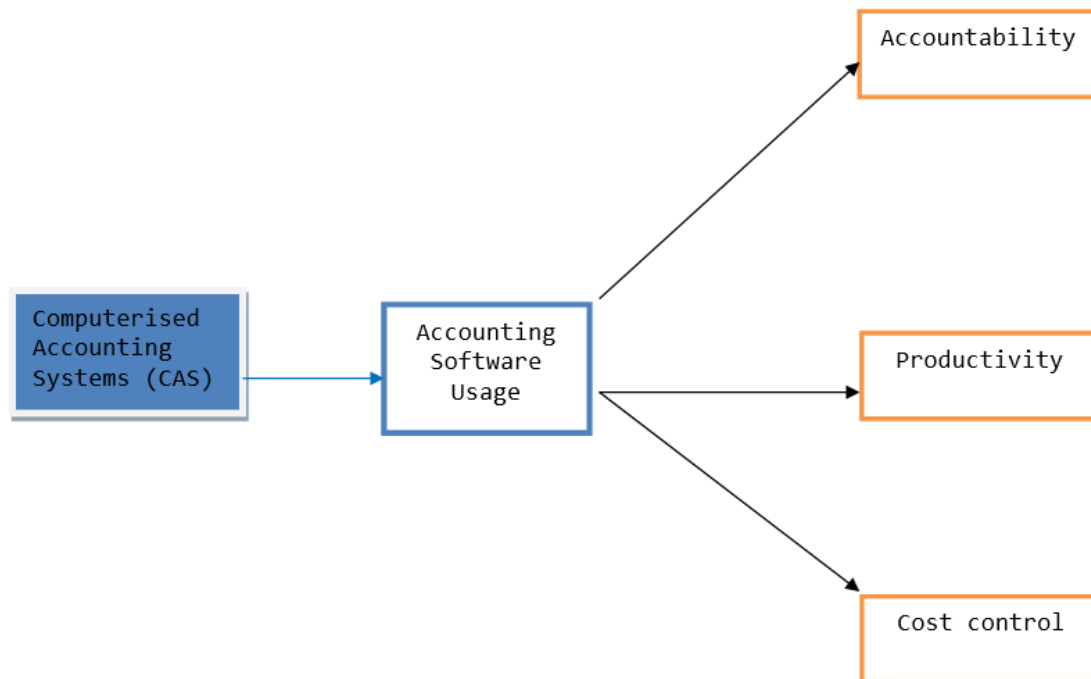 Accountability
Computerised
Accounting
Systems (CAS)
Accounting
Software
Usage
Productivity
Cost control